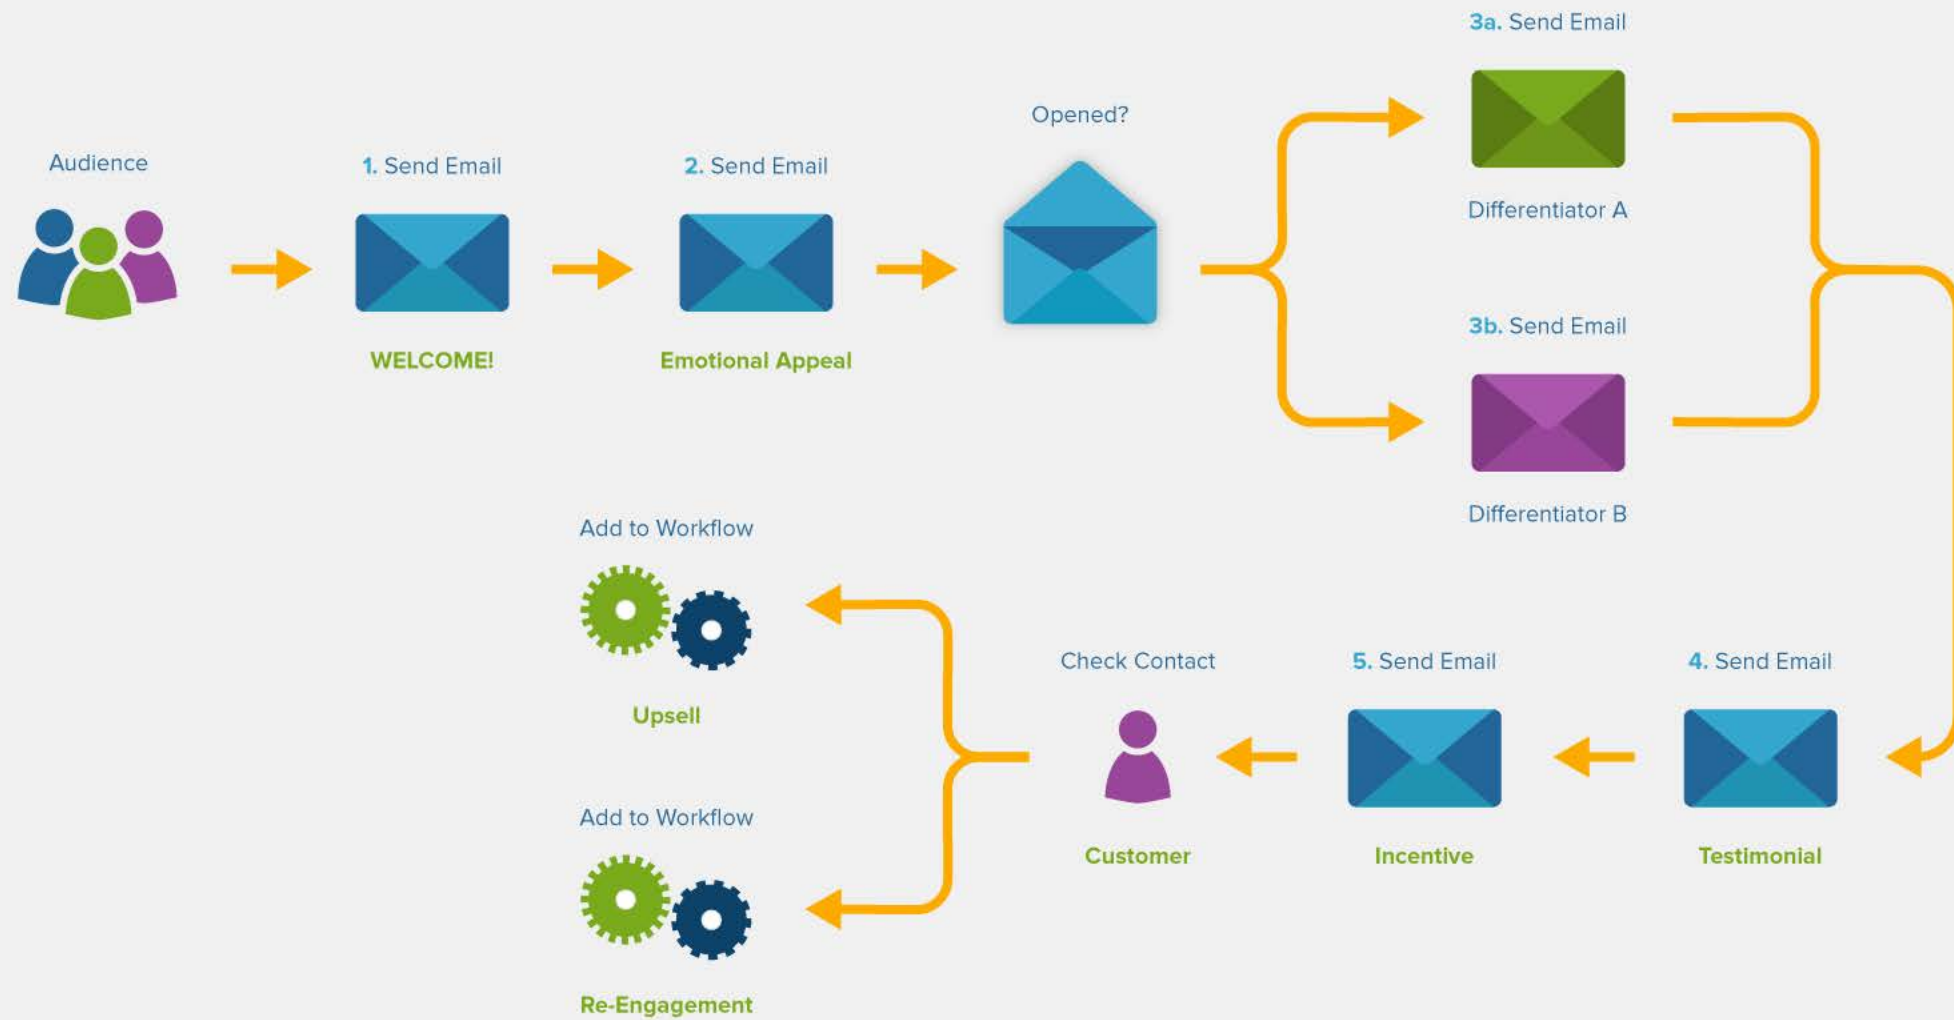 Audience
1. Send Email
WELCOME!
2. Send Email
Emotional Appeal
Opened?
3a. Send Email
Differentiator A
3b. Send Email
Differentiator B
4. Send Email
Testimonial
5. Send Email
Incentive
Check Contact
Customer
Add to Workflow
Upsell
Add to Workflow
Re-Engagement